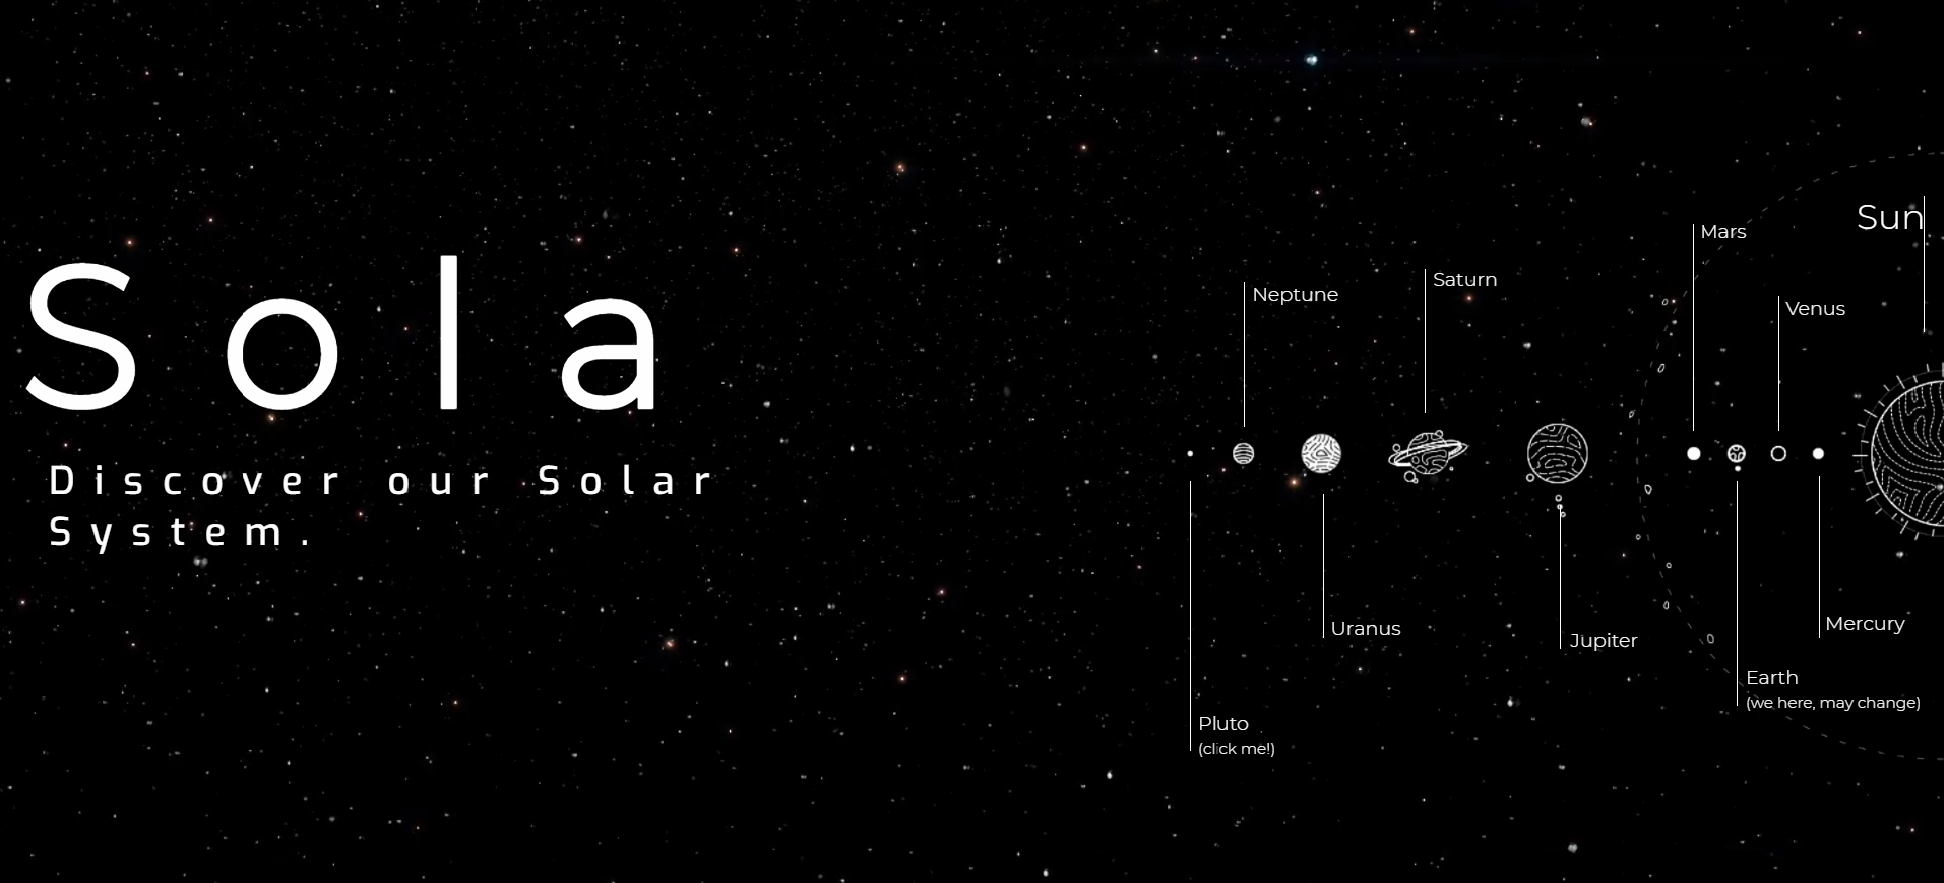 Sola
Discover our Solar
System.
Sun
Mars
Saturn
Neptune
Venus
Mercury
Uranus
Jupiter
Earth
(we here, may change)
Pluto
(click me!)